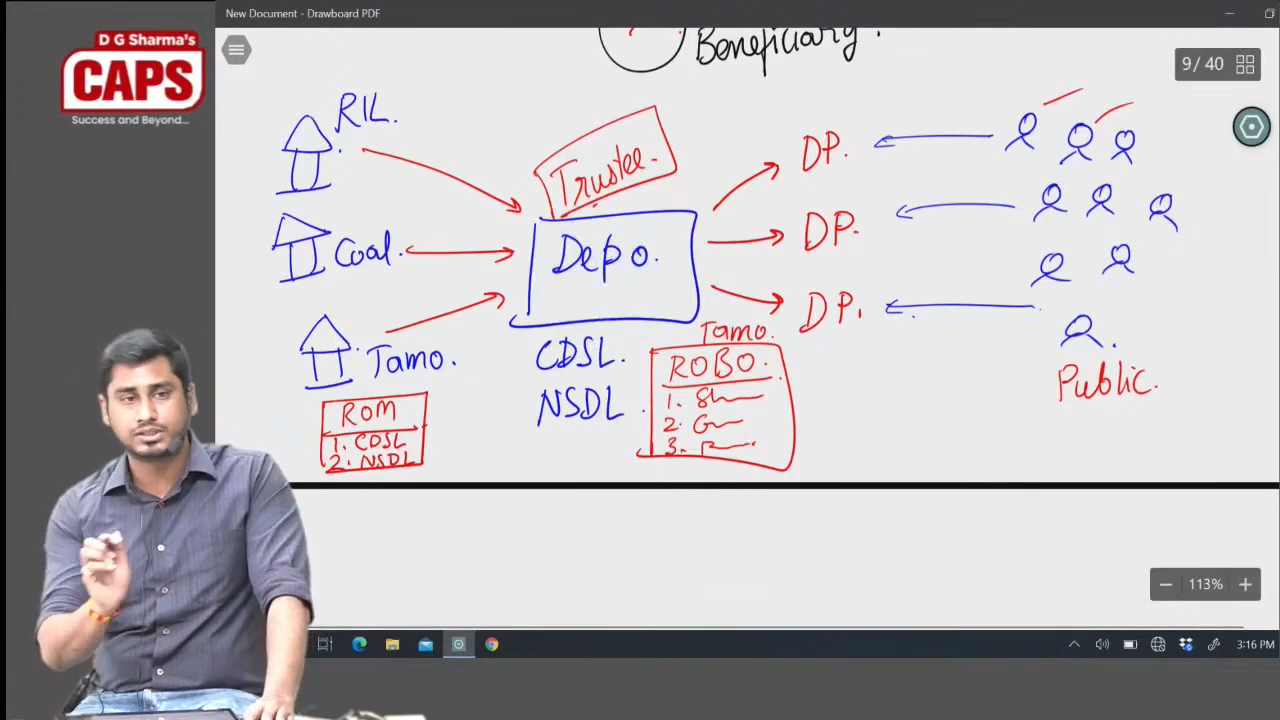 New Document - Drawboard PDF
D G Sharma's
CAPS
Success and Beyond...
Beneficiary.
9/40
RIL.
Trustee.
DP.
Depo.
Coal.
DP.
DP.
Tamo.
CDSL.
NSDL
Tamo.
ROBO.
1.
2.
3.
Public.
ROM
1. CDSL
2. NSDL
113%
3:16 PM